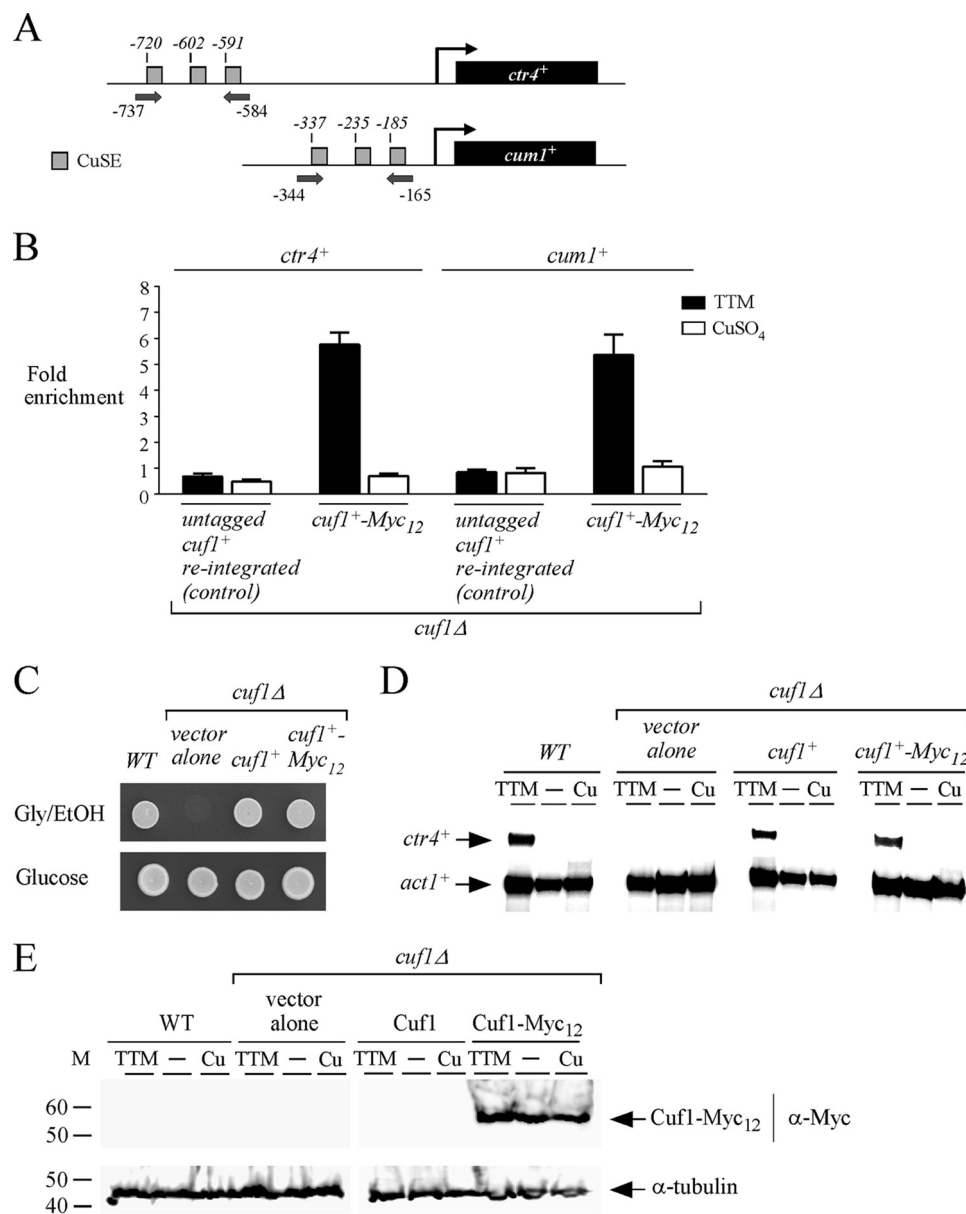 A
-720 -602 -591
ctr4+
-737 -584
-337 -235 -185
CuSE
cum1+
-344 -165
B
ctr4+ cum1+
8
7
6
5
4
3
2
1
0
Fold
enrichment
TTM
CuSO4
untagged
cuf1+
re-integrated
(control)
cuf1+-Myc12
untagged
cuf1+
re-integrated
(control)
cuf1+-Myc12
cuf1Δ
C
cuf1Δ
WT
vector
alone
cuf1+
cuf1+-
Myc12
Gly/EtOH
Glucose
D
cuf1Δ
WT
vector
alone
cuf1+
cuf1+-Myc12
TTM — Cu TTM — Cu TTM — Cu TTM — Cu
ctr4+
act1+
E
cuf1Δ
WT
vector
alone
Cuf1
Cuf1-Myc12
M TTM — Cu TTM — Cu TTM — Cu TTM — Cu
60
50
Cuf1-Myc12 | α-Myc
50
40
α-tubulin